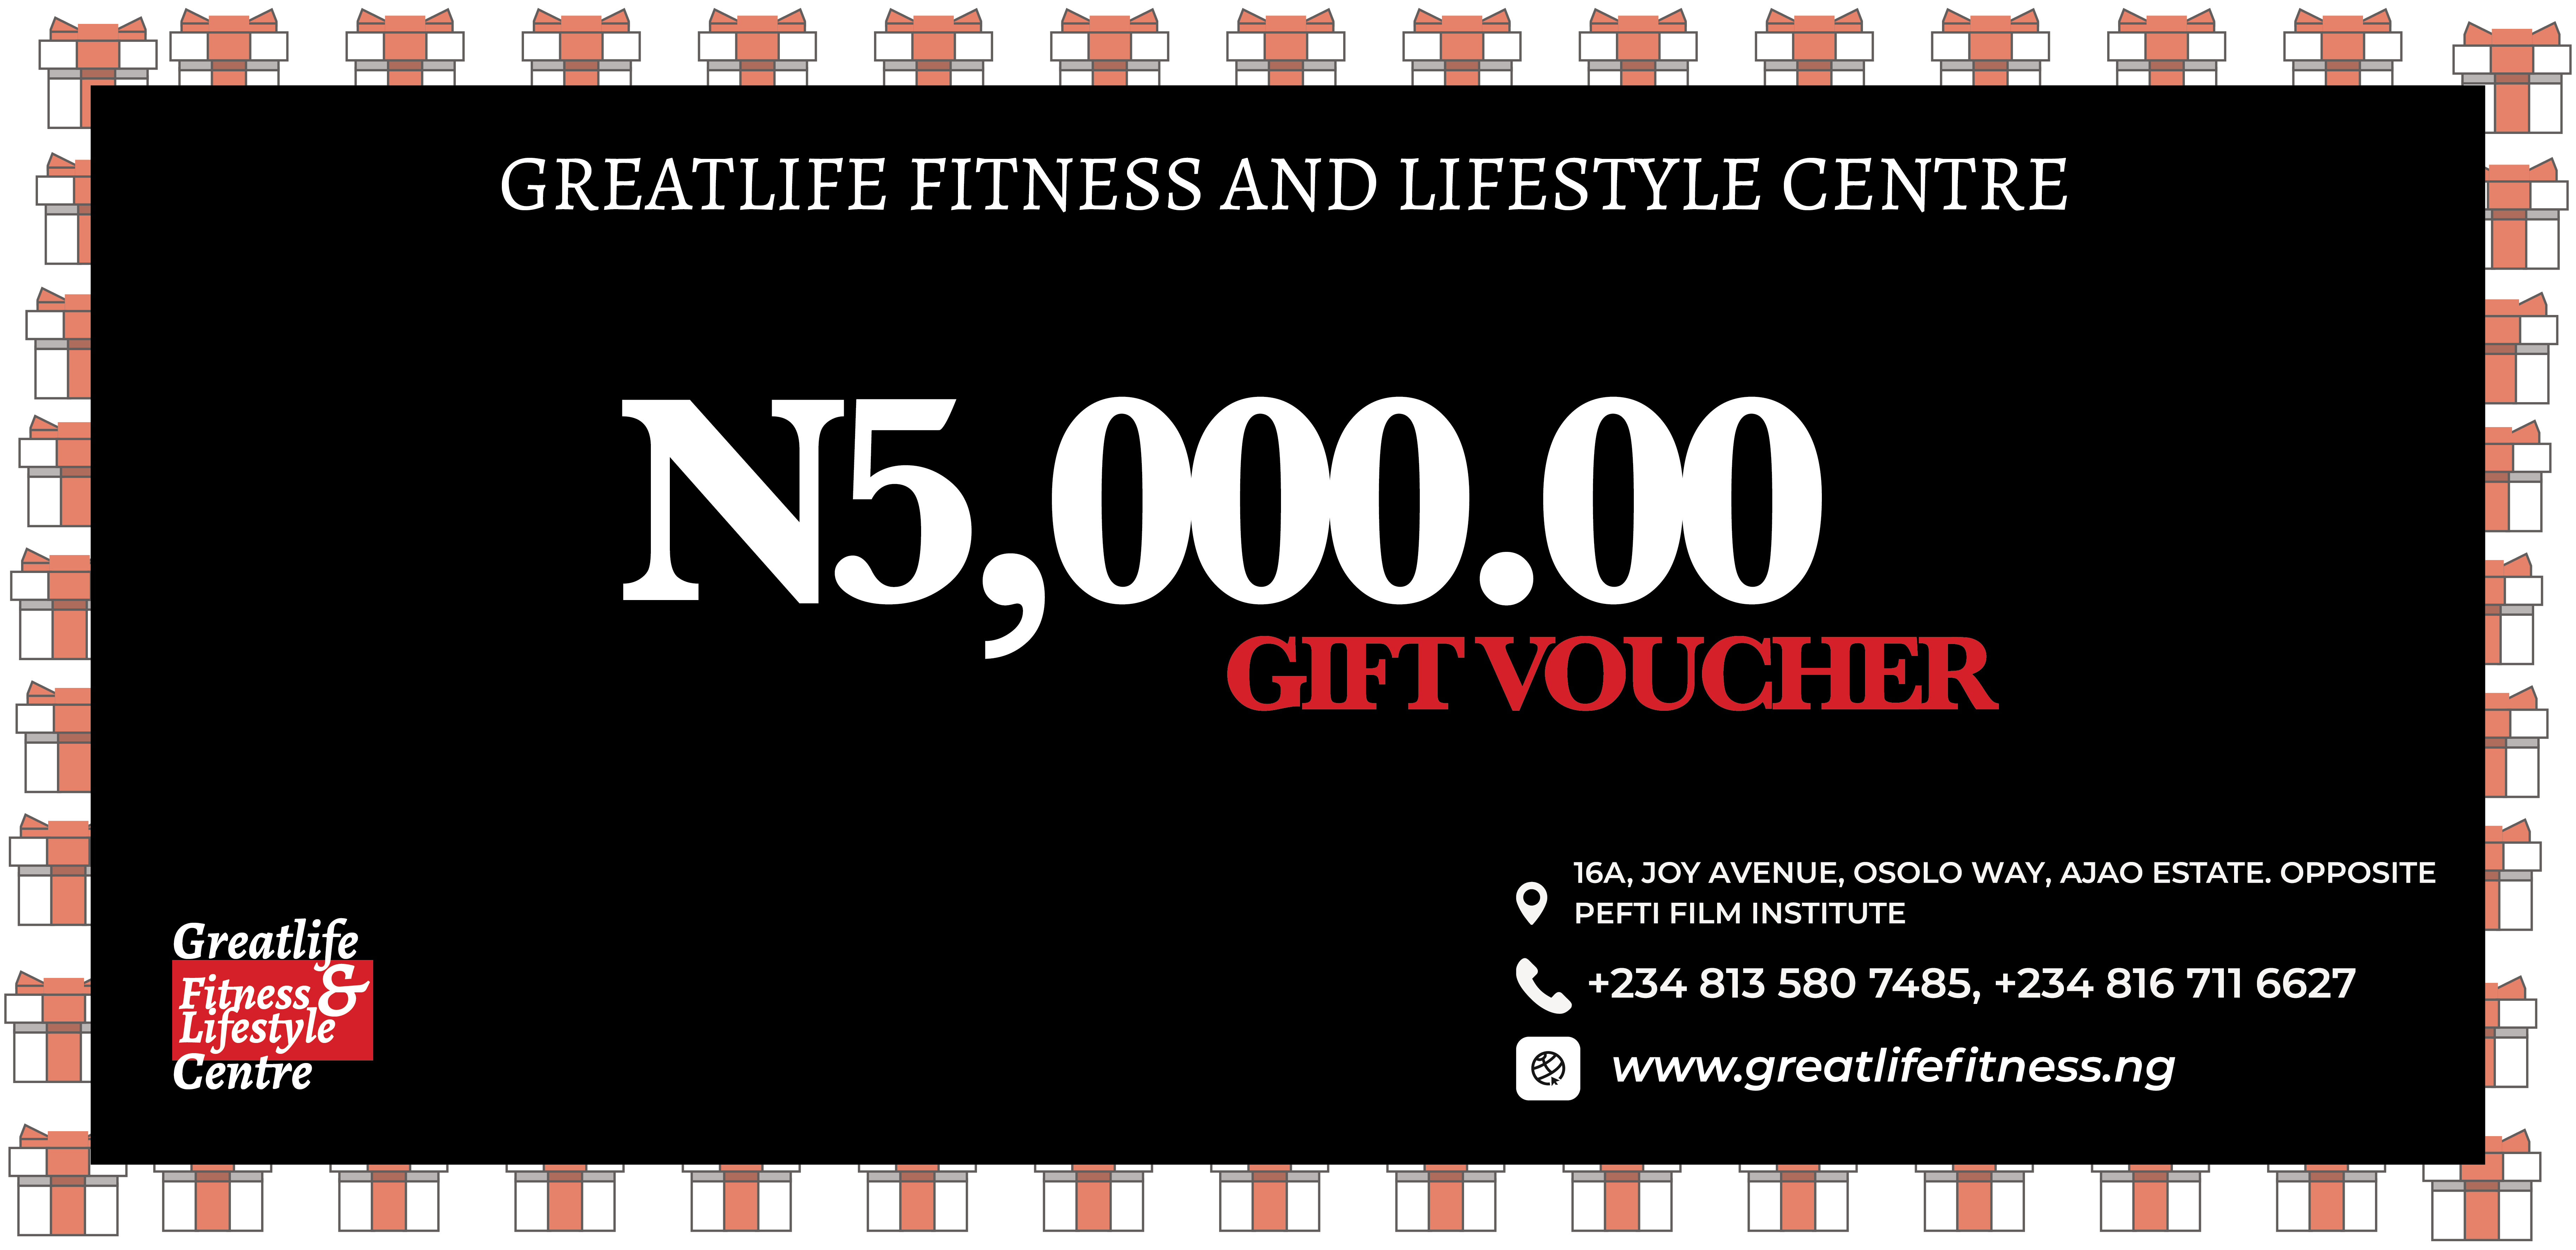 GREATLIFE FITNESS AND LIFESTYLE CENTRE
N5,000.00
GIFT VOUCHER
16A, JOY AVENUE, OSOLO WAY, AJAO ESTATE. OPPOSITE
PEFTI FILM INSTITUTE
+234 813 580 7485, +234 816 711 6627
www.greatlifefitness.ng
Greatlife
Fitness &
Lifestyle
Centre